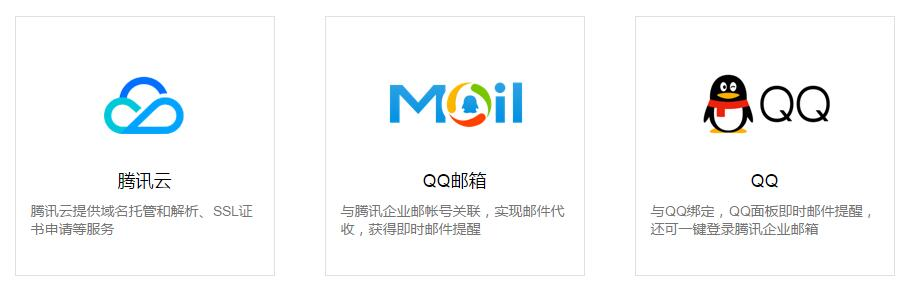 腾讯云
腾讯云提供域名托管和解析、SSL证
书申请等服务
Mail
QQ邮箱
与腾讯企业邮帐号关联，实现邮件代
收，获得即时邮件提醒
QQ
QQ
与QQ绑定，QQ面板即时邮件提醒，
还可一键登录腾讯企业邮箱